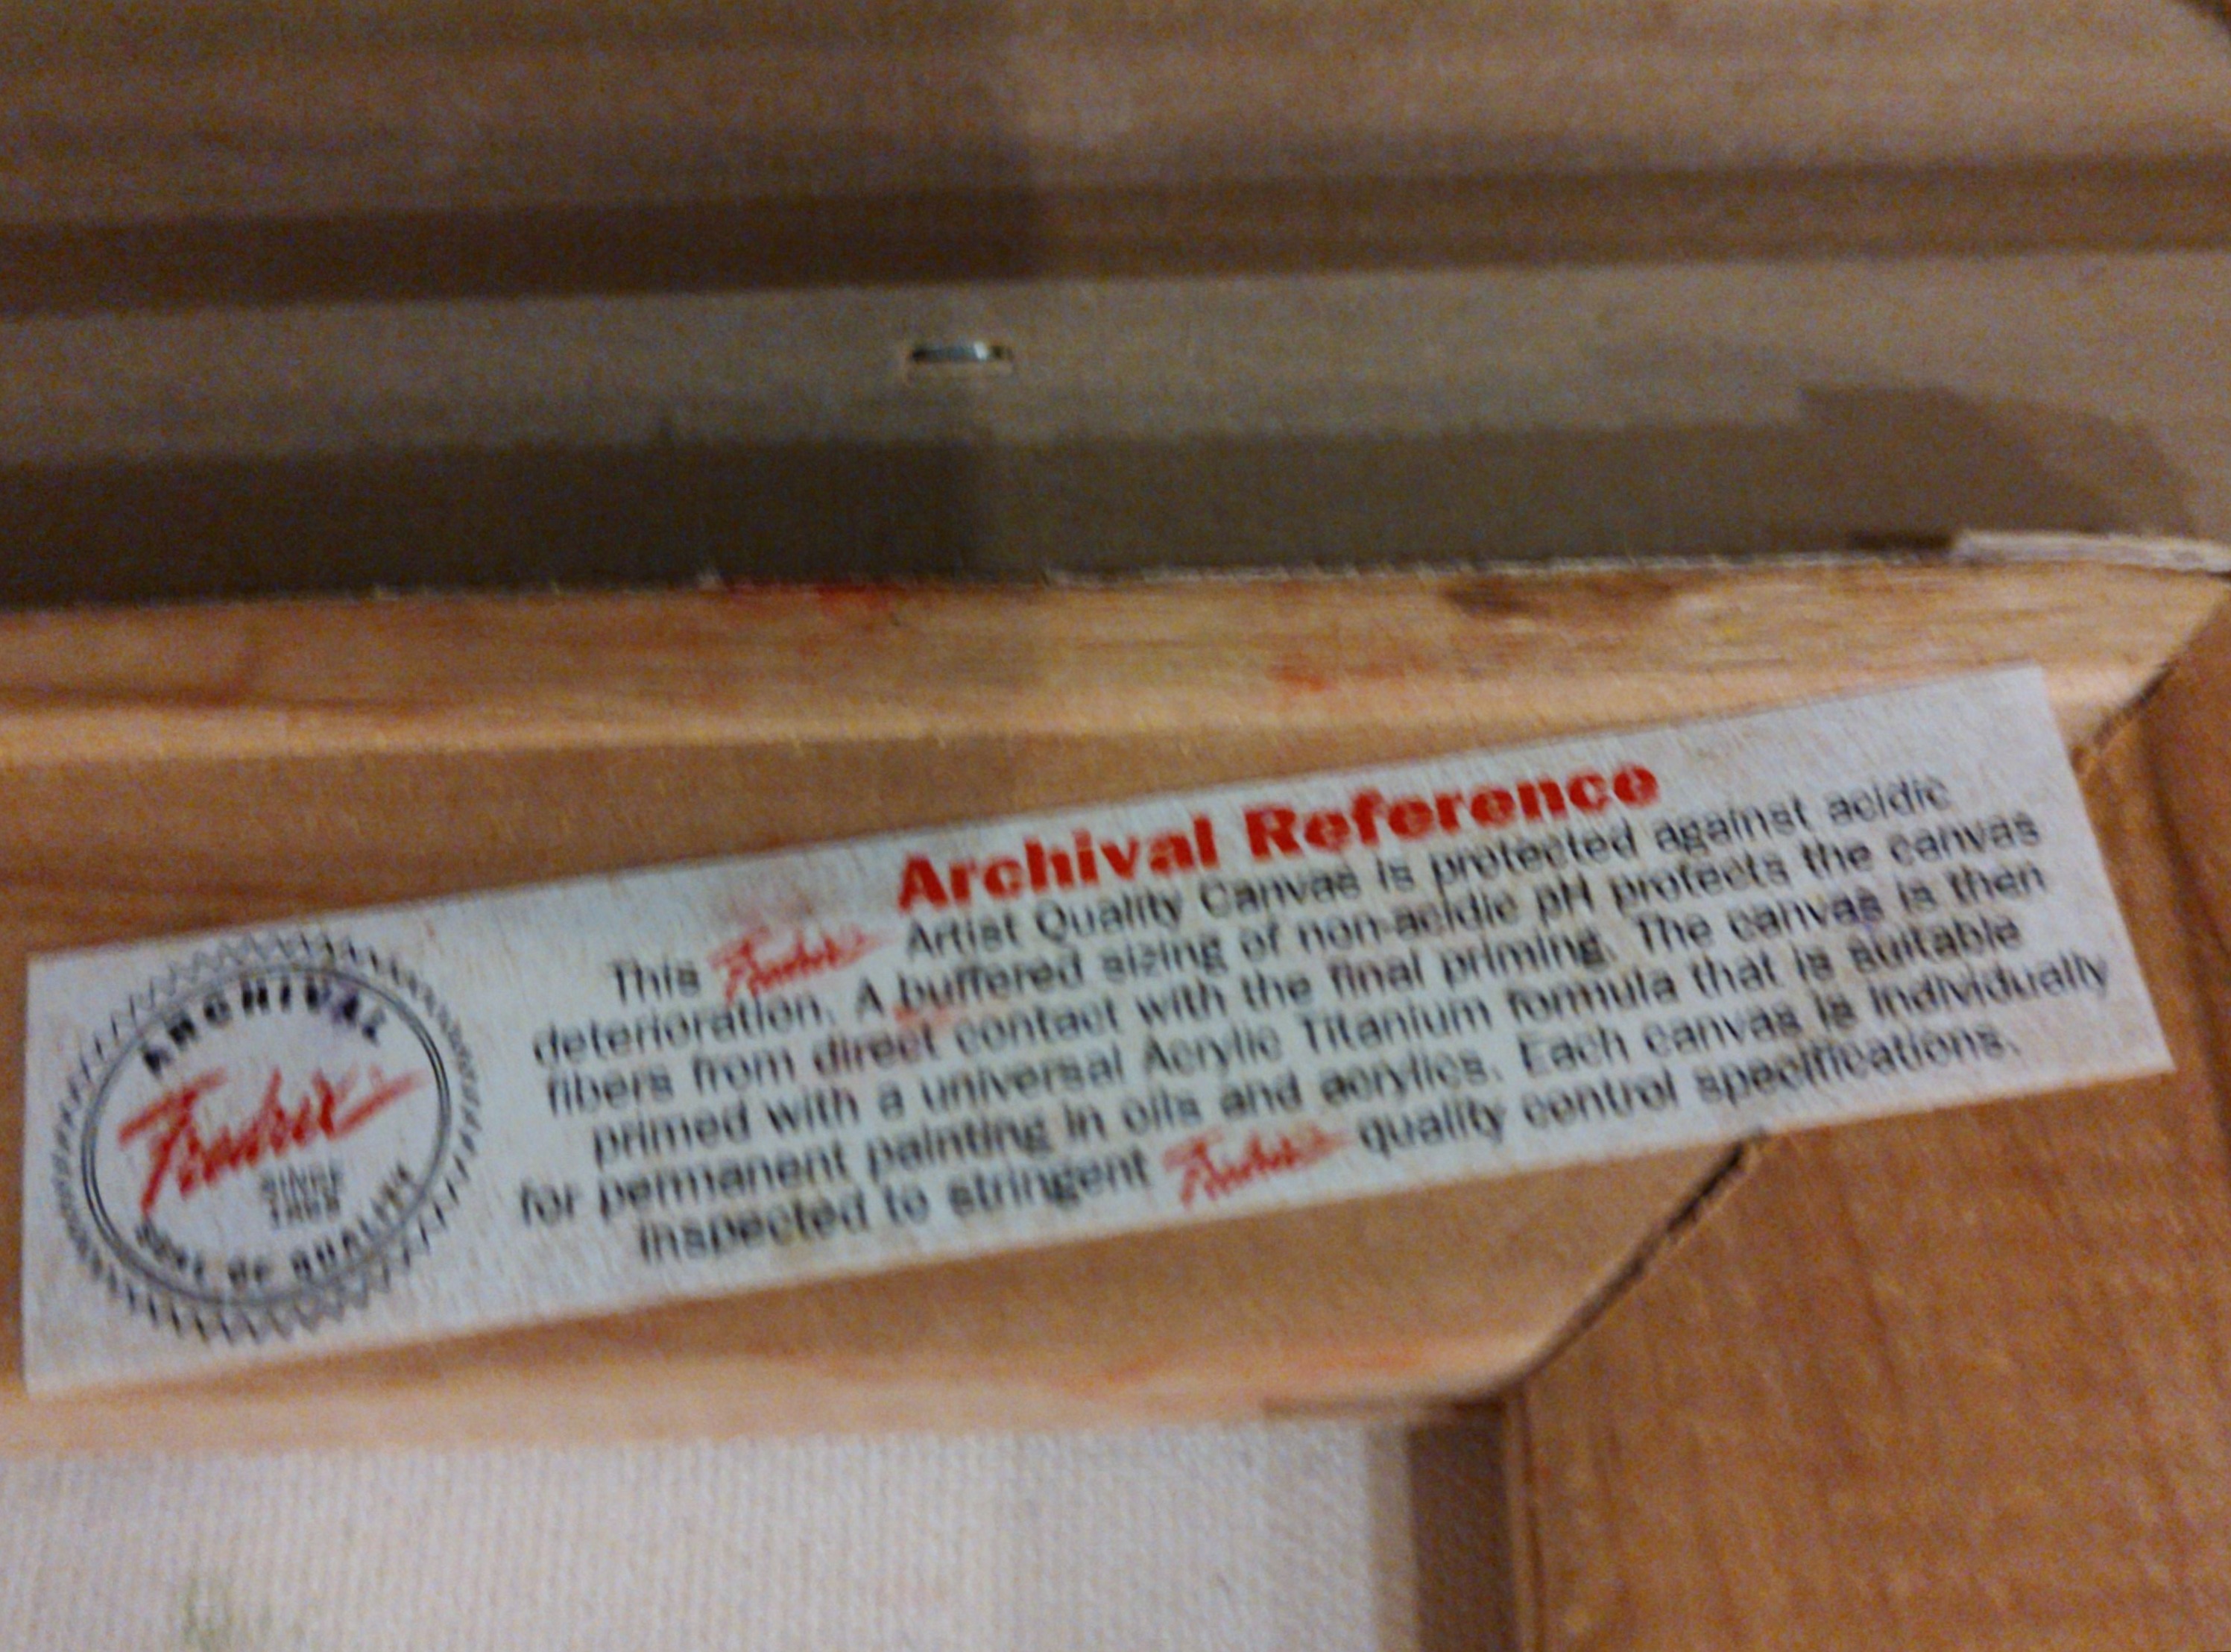 ARCHIVAL
Fredrix
SINCE
1868
SEAL OF QUALITY
Archival Reference
This Fredrix Artist Quality Canvas is protected against acidic
deterioration. A buffered sizing of non-acidic pH protects the canvas
fibers from direct contact with the final priming. The canvas is then
primed with a universal Acrylic Titanium formula that is suitable
for permanent painting in oils and acrylics. Each canvas is individually
inspected to stringent Fredrix quality control specifications.